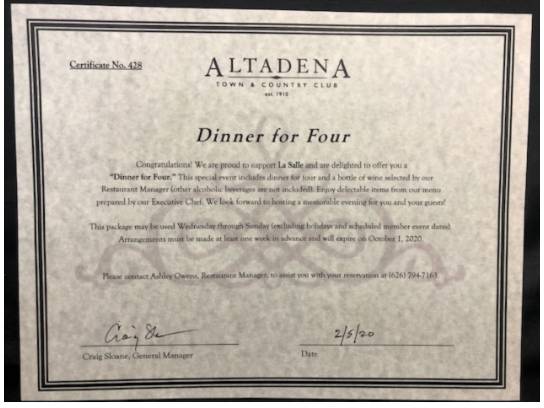 Certificate No. 428
ALTADENA
TOWN & COUNTRY CLUB
est. 1910
Dinner for Four
Congratulations! We are proud to support La Salle and are delighted to offer you a
"Dinner for Four." This special event includes dinner for four and a bottle of wine selected by our
Restaurant Manager (other alcoholic beverages are not included). Enjoy delectable items from our menu
prepared by our Executive Chef. We look forward to hosting a memorable evening for you and your guests!
This package may be used Wednesday through Sunday (excluding holidays and scheduled member event dates).
Arrangements must be made at least one week in advance and will expire on October 1, 2020.
Please contact Ashley Owens, Restaurant Manager, to assist you with your reservation at (626) 794-7163
2/5/20
Craig Sloane, General Manager
Date